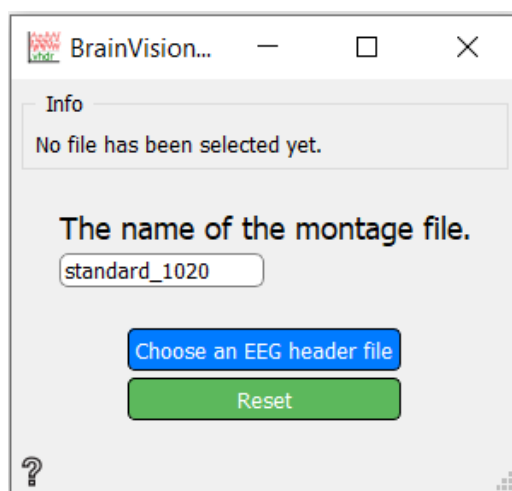 vhdr
BrainVision...
Info
No file has been selected yet.
The name of the montage file.
standard_1020
Choose an EEG header file
Reset
?